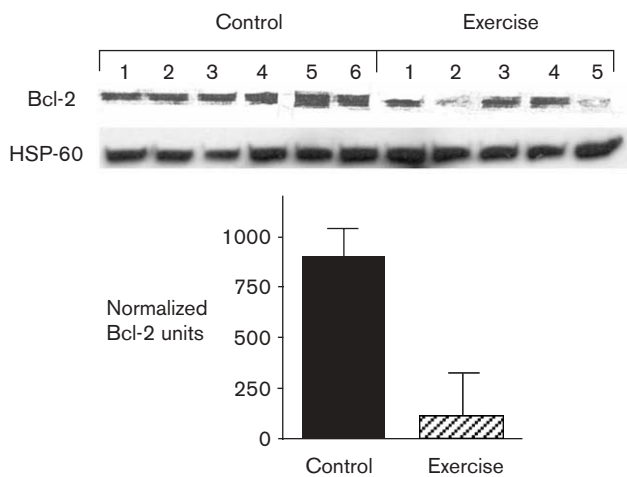 Control Exercise
1 2 3 4 5 6 1 2 3 4 5
Bcl-2
HSP-60
1000
750
Normalized
Bcl-2 units
500
250
0
Control Exercise